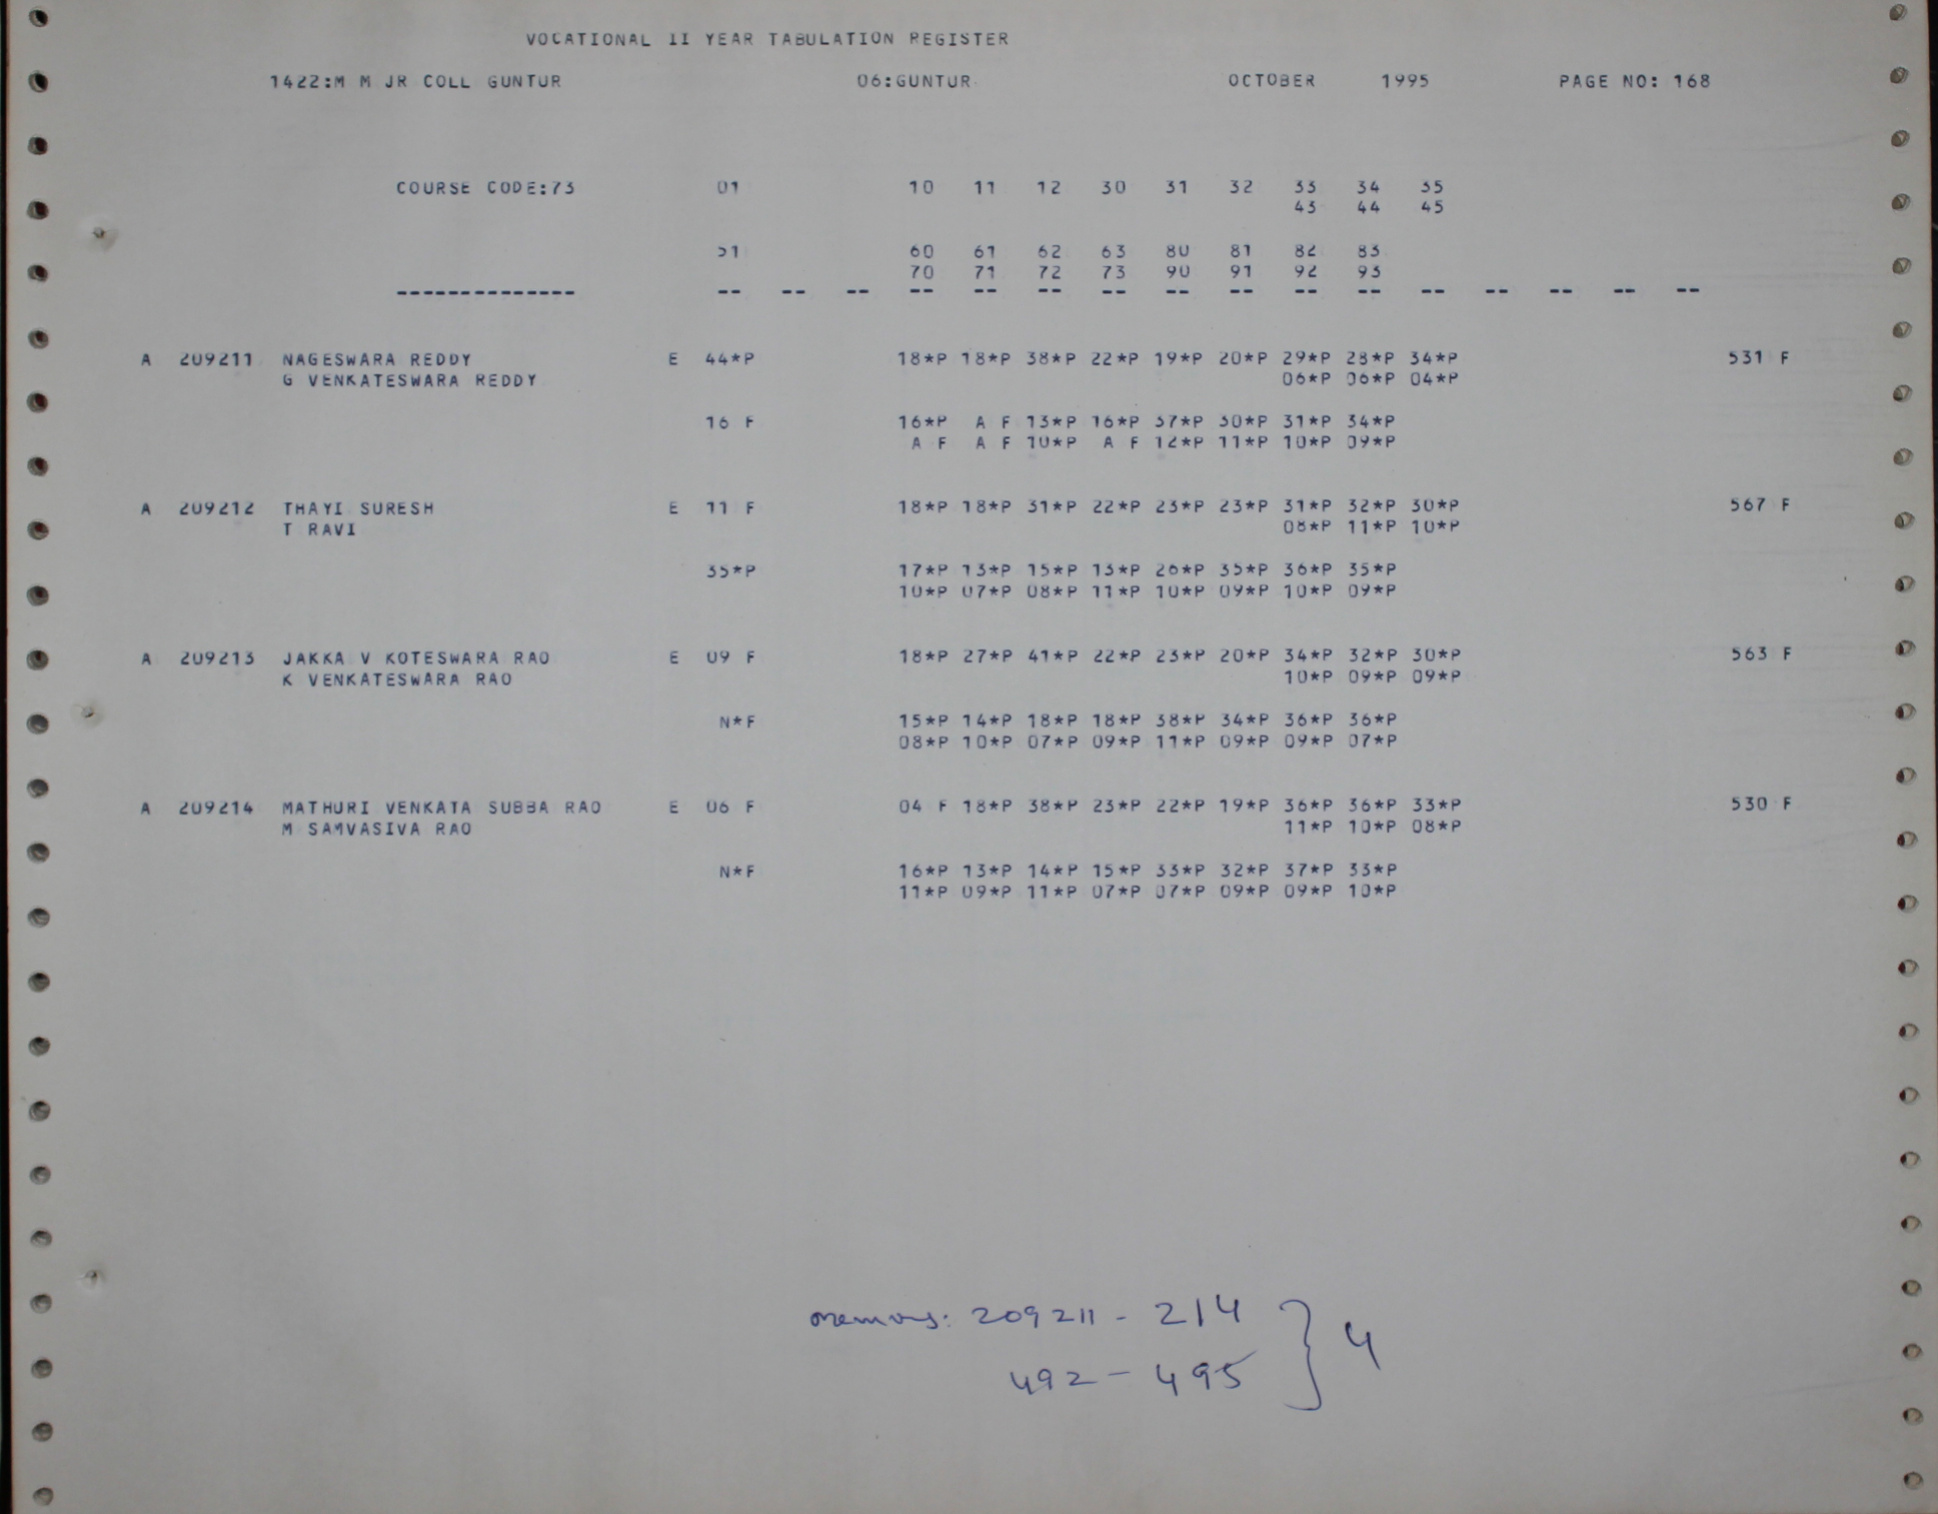 VOCATIONAL II YEAR TABULATION REGISTER
1422:M M JR COLL GUNTUR 06:GUNTUR OCTOBER 1995 PAGE NO: 168
COURSE CODE:73 01 10 11 12 30 31 32 33 34 35
43 44 45
51 60 61 62 63 80 81 82 83
70 71 72 73 90 91 92 93
-------------- -- -- -- -- -- -- -- -- -- -- -- -- -- -- -- --
A 209211 NAGESWARA REDDY E 44*P 18*P 18*P 38*P 22*P 19*P 20*P 29*P 28*P 34*P 531 F
G VENKATESWARA REDDY 06*P 06*P 04*P
16 F 16*P A F 13*P 16*P 37*P 30*P 31*P 34*P
A F A F 10*P A F 12*P 11*P 10*P 09*P
A 209212 THAYI SURESH E 11 F 18*P 18*P 31*P 22*P 23*P 23*P 31*P 32*P 30*P 567 F
T RAVI 08*P 11*P 10*P
35*P 17*P 13*P 15*P 13*P 26*P 35*P 36*P 35*P
10*P 07*P 08*P 11*P 10*P 09*P 10*P 09*P
A 209213 JAKKA V KOTESWARA RAO E 09 F 18*P 27*P 41*P 22*P 23*P 20*P 34*P 32*P 30*P 563 F
K VENKATESWARA RAO 10*P 09*P 09*P
N*F 15*P 14*P 18*P 18*P 38*P 34*P 36*P 36*P
08*P 10*P 07*P 09*P 11*P 09*P 09*P 07*P
A 209214 MATHURI VENKATA SUBBA RAO E 06 F 04 F 18*P 38*P 23*P 22*P 19*P 36*P 36*P 33*P 530 F
M SAMVASIVA RAO 11*P 10*P 08*P
N*F 16*P 13*P 14*P 15*P 33*P 32*P 37*P 33*P
11*P 09*P 11*P 07*P 07*P 09*P 09*P 10*P
209211 - 214
492 - 495 } 4